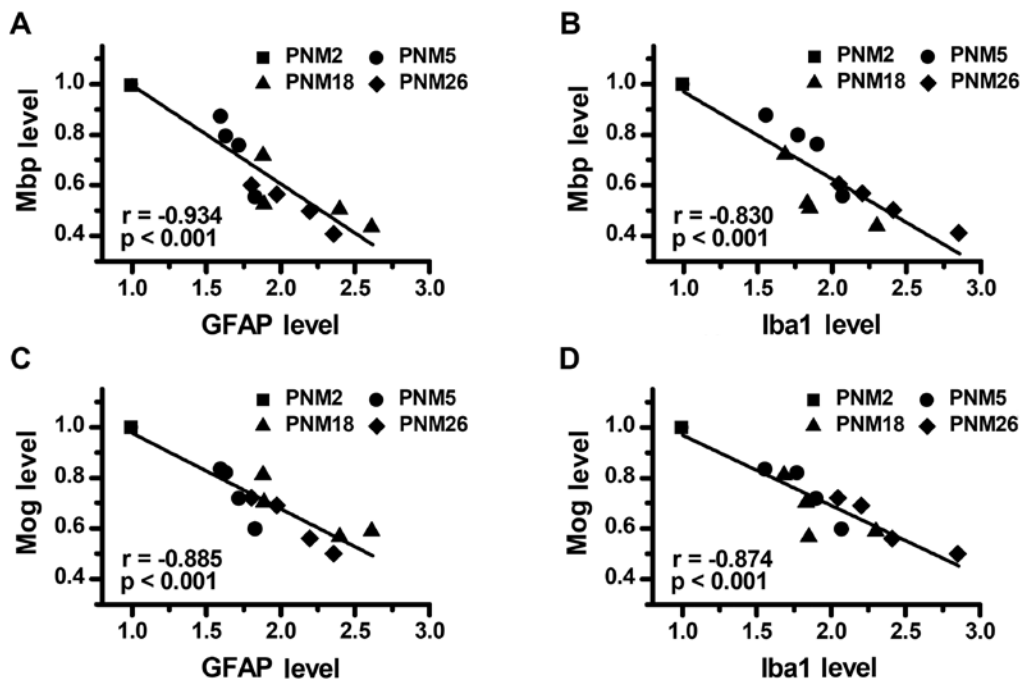 A
PNM2 PNM5
PNM18 PNM26
Mbp level
1.0
0.8
0.6
0.4
r = -0.934
p < 0.001
1.0 1.5 2.0 2.5 3.0
GFAP level
B
PNM2 PNM5
PNM18 PNM26
Mbp level
1.0
0.8
0.6
0.4
r = -0.830
p < 0.001
1.0 1.5 2.0 2.5 3.0
Iba1 level
C
PNM2 PNM5
PNM18 PNM26
Mog level
1.0
0.8
0.6
0.4
r = -0.885
p < 0.001
1.0 1.5 2.0 2.5 3.0
GFAP level
D
PNM2 PNM5
PNM18 PNM26
Mog level
1.0
0.8
0.6
0.4
r = -0.874
p < 0.001
1.0 1.5 2.0 2.5 3.0
Iba1 level